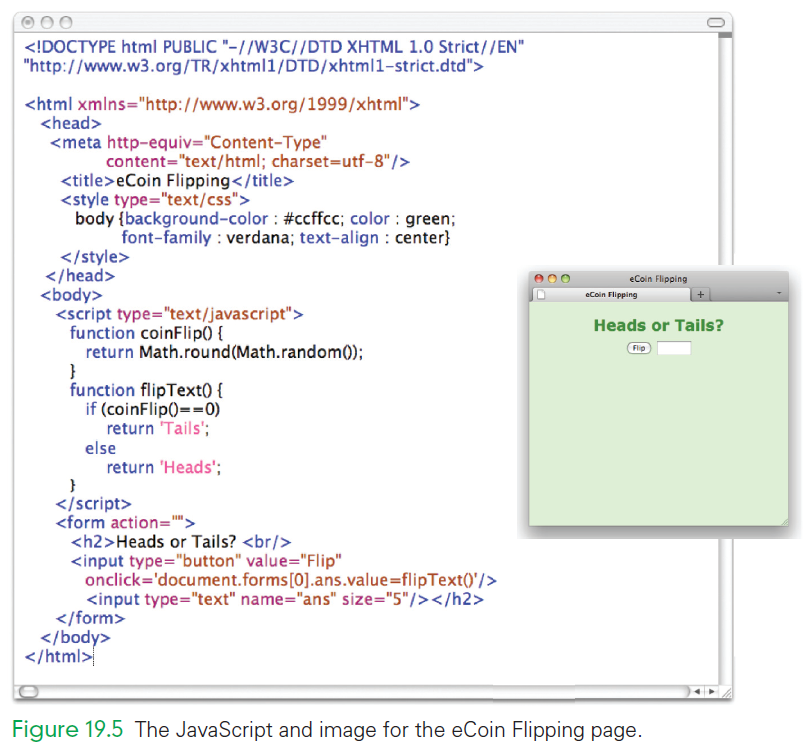 <!DOCTYPE html PUBLIC "-//W3C//DTD XHTML 1.0 Strict//EN"
"http://www.w3.org/TR/xhtml1/DTD/xhtml1-strict.dtd">
<html xmlns="http://www.w3.org/1999/xhtml">
<head>
<meta http-equiv="Content-Type"
content="text/html; charset=utf-8"/>
<title>eCoin Flipping</title>
<style type="text/css">
body {background-color : #ccffcc; color : green;
font-family : verdana; text-align : center}
</style>
</head>
<body>
<script type="text/javascript">
function coinFlip() {
return Math.round(Math.random());
}
function flipText() {
if (coinFlip()==0)
return 'Tails';
else
return 'Heads';
}
</script>
<form action="">
<h2>Heads or Tails? <br/>
<input type="button" value="Flip"
onclick='document.forms[0].ans.value=flipText()'/>
<input type="text" name="ans" size="5"/></h2>
</form>
</body>
</html>
eCoin Flipping
eCoin Flipping +
Heads or Tails?
Flip
Figure 19.5 The JavaScript and image for the eCoin Flipping page.